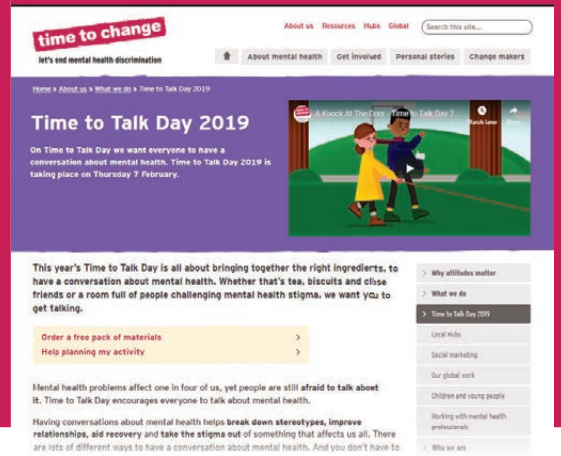 time to change
let's end mental health discrimination
About us Resources Hubs Global
Search this site...
About mental health Get involved Personal stories Change makers
Home » About us » What we do » Time to Talk Day 2019
Time to Talk Day 2019
On Time to Talk Day we want everyone to have a
conversation about mental health. Time to Talk Day 2019 is
taking place on Thursday 7 February.
A Knock At The Door - Time to Talk Day 2...
Watch later Share
This year's Time to Talk Day is all about bringing together the right ingredients, to
have a conversation about mental health. Whether that's tea, biscuits and close
friends or a room full of people challenging mental health stigma, we want you to
get talking.
Order a free pack of materials
Help planning my activity
Mental health problems affect one in four of us, yet people are still afraid to talk about
it. Time to Talk Day encourages everyone to talk about mental health.
Having conversations about mental health helps break down stereotypes, improve
relationships, aid recovery and take the stigma out of something that affects us all. There
are lots of different ways to have a conversation about mental health. And you don't have to
Why attitudes matter
What we do
Time to Talk Day 2019
Local Hubs
Social marketing
Our global work
Children and young people
Working with mental health
professionals
Who we are